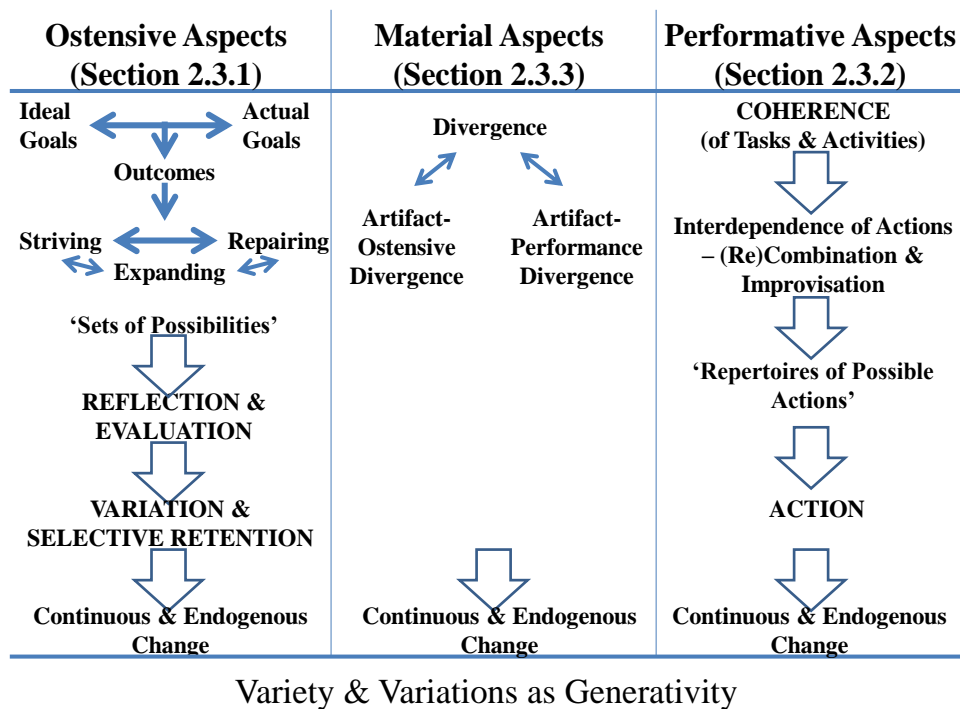 Ostensive Aspects
(Section 2.3.1)
Material Aspects
(Section 2.3.3)
Performative Aspects
(Section 2.3.2)
Ideal
Goals
Actual
Goals
Outcomes
Striving
Repairing
Expanding
‘Sets of Possibilities’
REFLECTION &
EVALUATION
VARIATION &
SELECTIVE RETENTION
Continuous & Endogenous
Change
Divergence
Artifact-
Ostensive
Divergence
Artifact-
Performance
Divergence
Continuous & Endogenous
Change
COHERENCE
(of Tasks & Activities)
Interdependence of Actions
– (Re)Combination &
Improvisation
‘Repertoires of Possible
Actions’
ACTION
Continuous & Endogenous
Change
Variety & Variations as Generativity